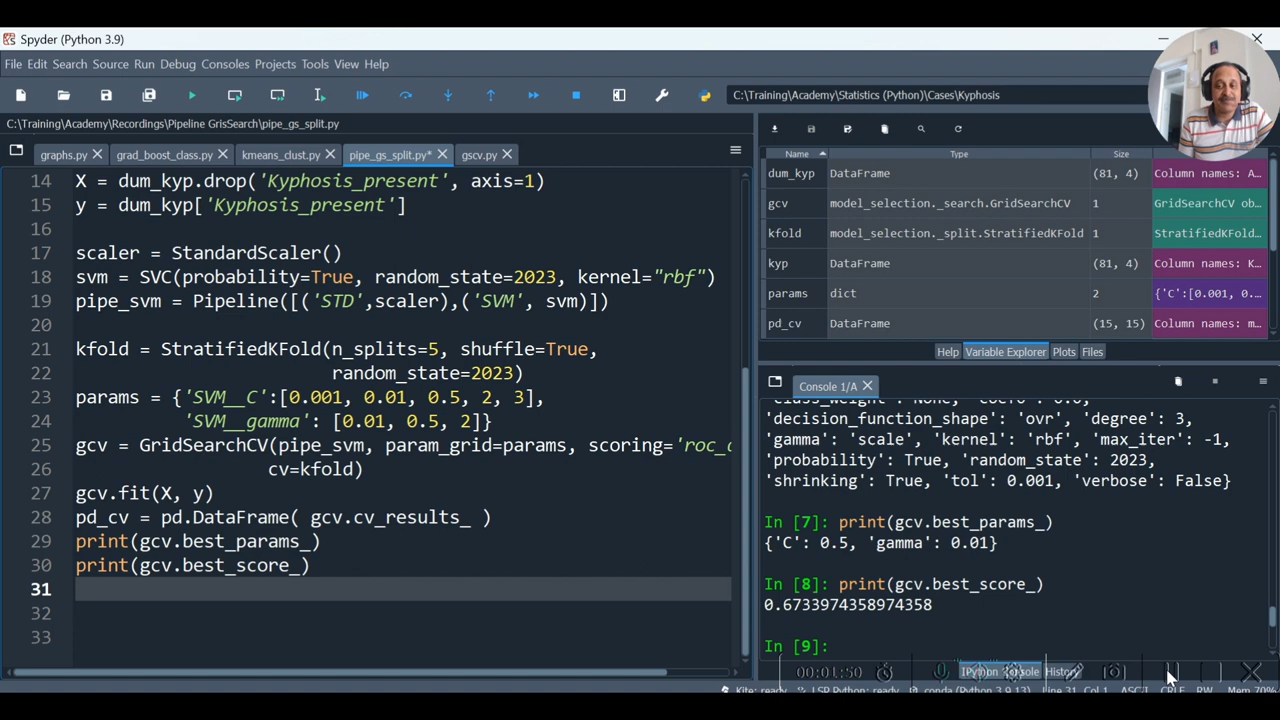 Spyder (Python 3.9)
File Edit Search Source Run Debug Consoles Projects Tools View Help
C:\Training\Academy\Statistics (Python)\Cases\Kyphosis
C:\Training\Academy\Recordings\Pipeline GrisSearch\pipe_gs_split.py
graphs.py grad_boost_class.py kmeans_clust.py pipe_gs_split.py* gscv.py
14 X = dum_kyp.drop('Kyphosis_present', axis=1)
15 y = dum_kyp['Kyphosis_present']
16
17 scaler = StandardScaler()
18 svm = SVC(probability=True, random_state=2023, kernel="rbf")
19 pipe_svm = Pipeline([('STD',scaler),('SVM', svm)])
20
21 kfold = StratifiedKFold(n_splits=5, shuffle=True,
22 random_state=2023)
23 params = {'SVM__C':[0.001, 0.01, 0.5, 2, 3],
24 'SVM__gamma': [0.01, 0.5, 2]}
25 gcv = GridSearchCV(pipe_svm, param_grid=params, scoring='roc_
26 cv=kfold)
27 gcv.fit(X, y)
28 pd_cv = pd.DataFrame( gcv.cv_results_ )
29 print(gcv.best_params_)
30 print(gcv.best_score_)
31
32
33
Name Type Size
dum_kyp DataFrame (81, 4) Column names: A…
gcv model_selection._search.GridSearchCV 1 GridSearchCV ob…
kfold model_selection._split.StratifiedKFold 1 StratifiedKFold…
kyp DataFrame (81, 4) Column names: K…
params dict 2 {'C':[0.001, 0.…
pd_cv DataFrame (15, 15) Column names: m…
Help Variable Explorer Plots Files
Console 1/A
'decision_function_shape': 'ovr', 'degree': 3,
'gamma': 'scale', 'kernel': 'rbf', 'max_iter': -1,
'probability': True, 'random_state': 2023,
'shrinking': True, 'tol': 0.001, 'verbose': False}
In [7]: print(gcv.best_params_)
{'C': 0.5, 'gamma': 0.01}
In [8]: print(gcv.best_score_)
0.6733974358974358
In [9]:
00:01:50 IPython Console History
Kite: ready LSP Python: ready conda (Python 3.9.13) Line 31, Col 1 ASCII CRLF RW Mem 70%